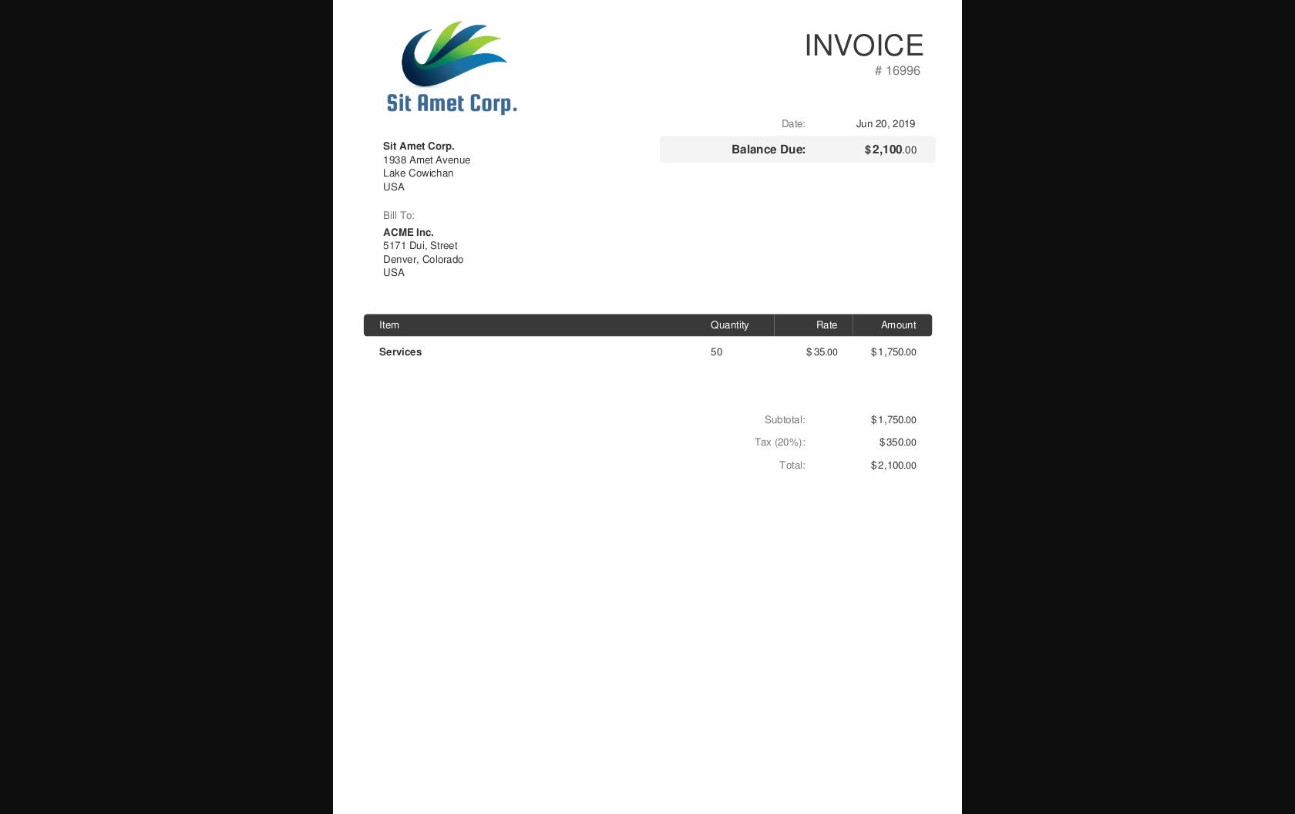 Sit Amet Corp.
INVOICE
# 16996
Date: Jun 20, 2019
Balance Due: $2,100.00
Sit Amet Corp.
1938 Amet Avenue
Lake Cowichan
USA
Bill To:
ACME Inc.
5171 Dui, Street
Denver, Colorado
USA
Item Quantity Rate Amount
Services 50 $35.00 $1,750.00
Subtotal: $1,750.00
Tax (20%): $350.00
Total: $2,100.00